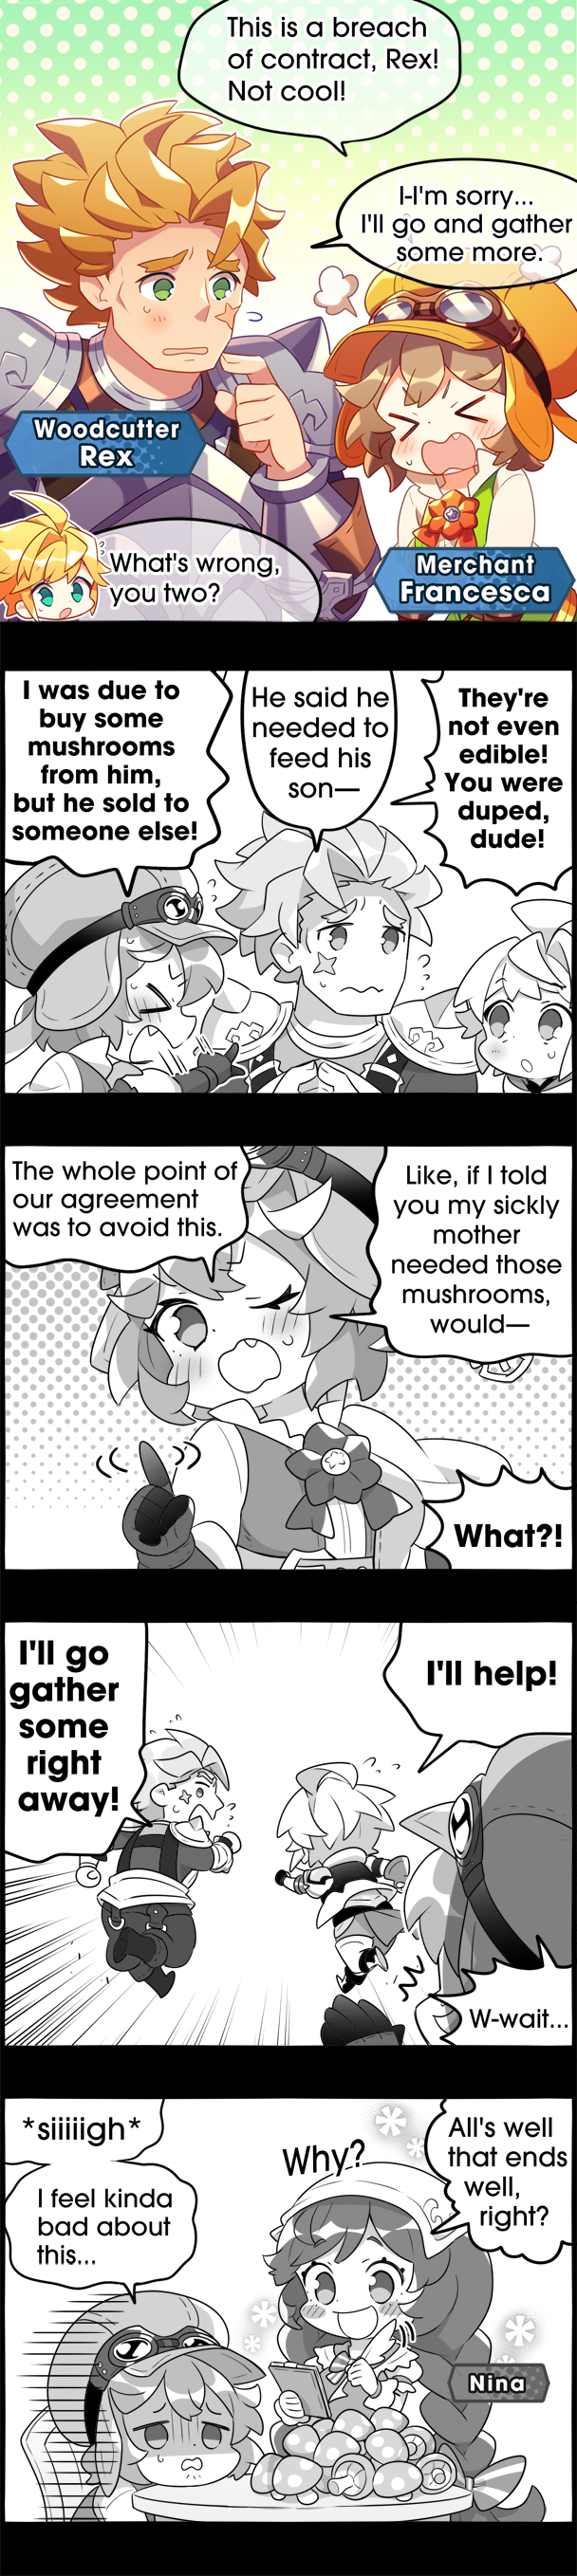 This is a breach
of contract, Rex!
Not cool!
I-I'm sorry...
I'll go and gather
some more.
Woodcutter
Rex
What's wrong,
you two?
Merchant
Francesca
I was due to
buy some
mushrooms
from him,
but he sold to
someone else!
He said he
needed to
feed his
son—
They're
not even
edible!
You were
duped,
dude!
The whole point of
our agreement
was to avoid this.
Like, if I told
you my sickly
mother
needed those
mushrooms,
would—
What?!
I'll go
gather
some
right
away!
I'll help!
W-wait...
*siiiiigh*
I feel kinda
bad about
this...
Why?
All's well
that ends
well,
right?
Nina